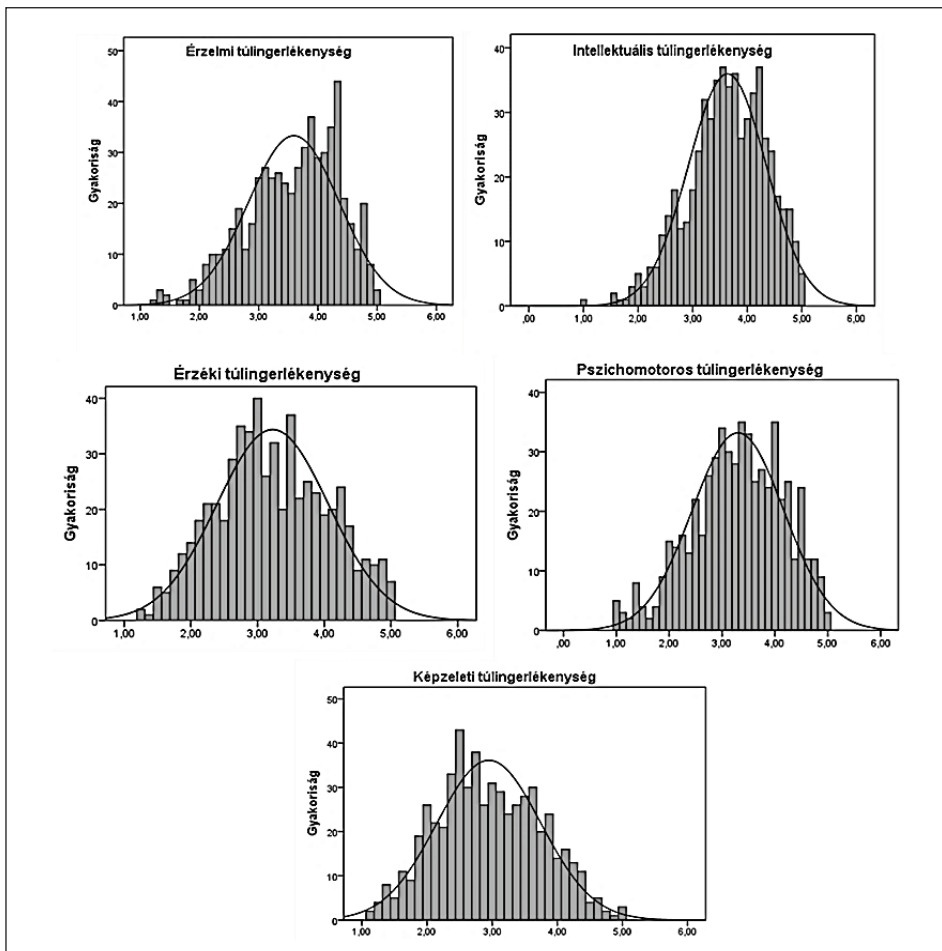 Érzelmi túlingerlékenység
Gyakoriság
50
40
30
20
10
0
1,00 2,00 3,00 4,00 5,00 6,00
Intellektuális túlingerlékenység
Gyakoriság
40
30
20
10
0
,00 1,00 2,00 3,00 4,00 5,00 6,00
Érzéki túlingerlékenység
Gyakoriság
40
30
20
10
0
1,00 2,00 3,00 4,00 5,00 6,00
Pszichomotoros túlingerlékenység
Gyakoriság
40
30
20
10
0
,00 1,00 2,00 3,00 4,00 5,00 6,00
Képzeleti túlingerlékenység
Gyakoriság
50
40
30
20
10
0
1,00 2,00 3,00 4,00 5,00 6,00